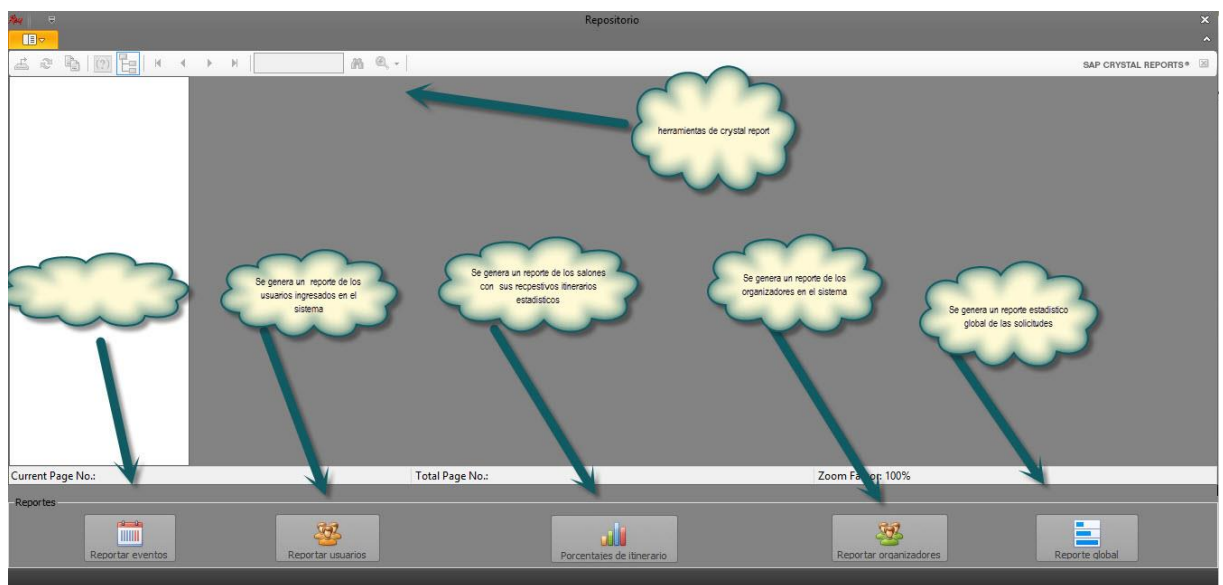 Repositorio
SAP CRYSTAL REPORTS®
herramientas de crystal report
Se genera un reporte de los
usuarios ingresados en el
sistema
Se genera un reporte de los salones
con sus recpestivos itinerarios
estadisticos
Se genera un reporte de los
organizadores en el sistema
Se genera un reporte estadistico
global de las solicitudes
Current Page No.:
Total Page No.:
Zoom Factor: 100%
Reportes
Reportar eventos
Reportar usuarios
Porcentajes de itinerario
Reportar organizadores
Reporte global